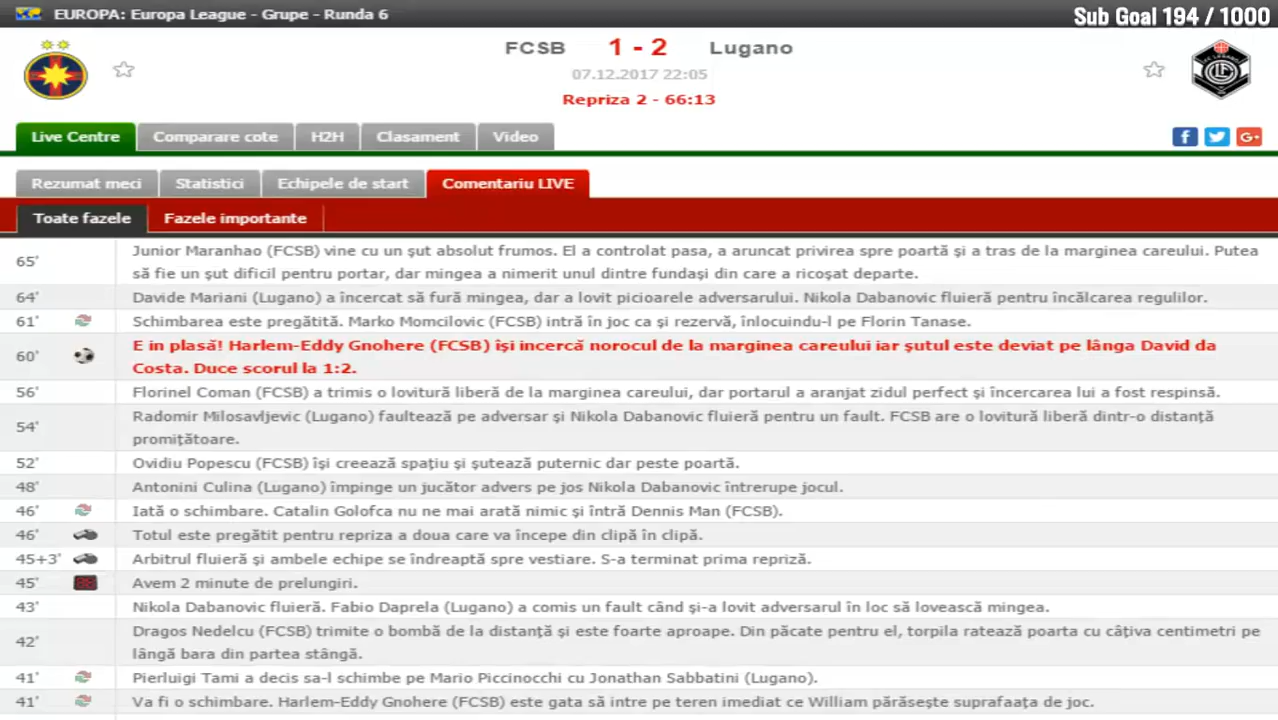 EUROPA: Europa League - Grupe - Runda 6
Sub Goal 194 / 1000
FCSB 1 - 2 Lugano
07.12.2017 22:05
Repriza 2 - 66:13
Live Centre Comparare cote H2H Clasament Video
Rezumat meci Statistici Echipele de start Comentariu LIVE
Toate fazele Fazele importante
65' Junior Maranhao (FCSB) vine cu un şut absolut frumos. El a controlat pasa, a aruncat privirea spre poartă şi a tras de la marginea careului. Putea
să fie un şut dificil pentru portar, dar mingea a nimerit unul dintre fundaşi din care a ricoşat departe.
64' Davide Mariani (Lugano) a încercat să fură mingea, dar a lovit picioarele adversarului. Nikola Dabanovic fluieră pentru încălcarea regulilor.
61' Schimbarea este pregătită. Marko Momcilovic (FCSB) intră în joc ca şi rezervă, înlocuindu-l pe Florin Tanase.
60' E in plasă! Harlem-Eddy Gnohere (FCSB) îşi incercă norocul de la marginea careului iar şutul este deviat pe lânga David da
Costa. Duce scorul la 1:2.
56' Florinel Coman (FCSB) a trimis o lovitură liberă de la marginea careului, dar portarul a aranjat zidul perfect şi încercarea lui a fost respinsă.
54' Radomir Milosavljevic (Lugano) faultează pe adversar şi Nikola Dabanovic fluieră pentru un fault. FCSB are o lovitură liberă dintr-o distanţă
promiţătoare.
52' Ovidiu Popescu (FCSB) îşi creează spaţiu şi şutează puternic dar peste poartă.
48' Antonini Culina (Lugano) împinge un jucător advers pe jos Nikola Dabanovic întrerupe jocul.
46' Iată o schimbare. Catalin Golofca nu ne mai arată nimic şi întră Dennis Man (FCSB).
46' Totul este pregătit pentru repriza a doua care va începe din clipă în clipă.
45+3' Arbitrul fluieră şi ambele echipe se îndreaptă spre vestiare. S-a terminat prima repriză.
45' Avem 2 minute de prelungiri.
43' Nikola Dabanovic fluieră. Fabio Daprela (Lugano) a comis un fault când şi-a lovit adversarul în loc să lovească mingea.
42' Dragos Nedelcu (FCSB) trimite o bombă de la distanţă şi este foarte aproape. Din păcate pentru el, torpila ratează poarta cu câţiva centimetri pe
lângă bara din partea stângă.
41' Pierluigi Tami a decis sa-l schimbe pe Mario Piccinocchi cu Jonathan Sabbatini (Lugano).
41' Va fi o schimbare. Harlem-Eddy Gnohere (FCSB) este gata să intre pe teren imediat ce William părăseşte suprafaaţa de joc.